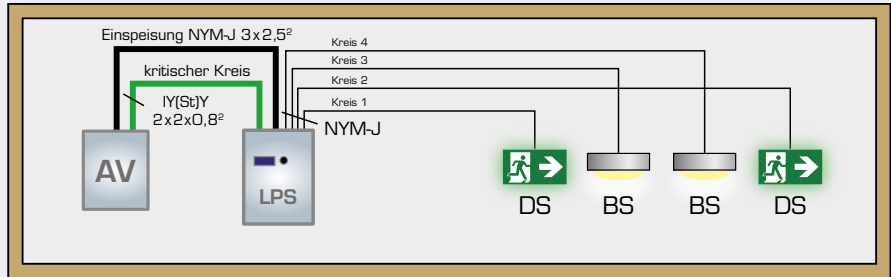 Einspeisung NYM-J 3x2,5²
kritischer Kreis
IY(St)Y
2x2x0,8²
Kreis 4
Kreis 3
Kreis 2
Kreis 1
NYM-J
AV
LPS
DS
BS
BS
DS